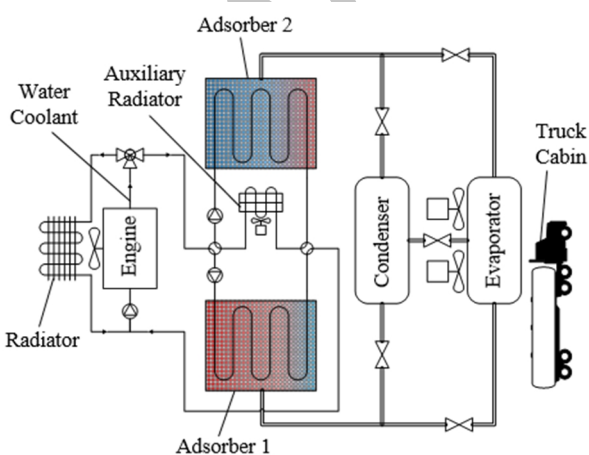 Adsorber 2
Auxiliary
Radiator
Water
Coolant
Truck
Cabin
Engine
Condenser
Evaporator
Radiator
Adsorber 1